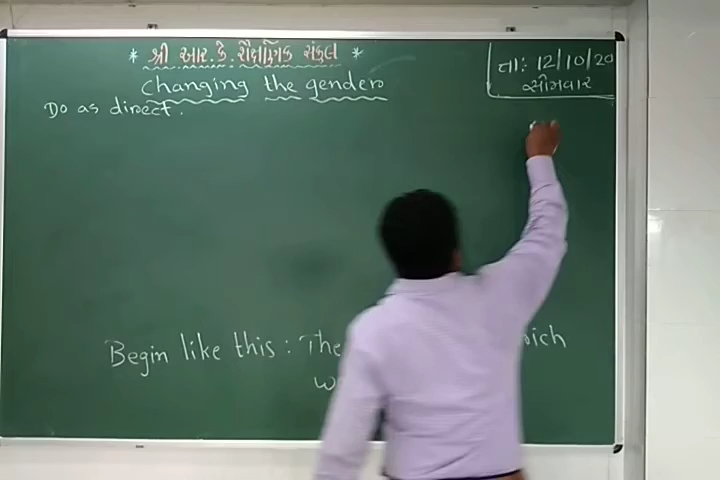 * શ્રી આર. કે. શૈક્ષણિક સંકુલ *
તા: 12/10/20
સોમવાર
Changing the gender
Do as direct.
Begin like this: The